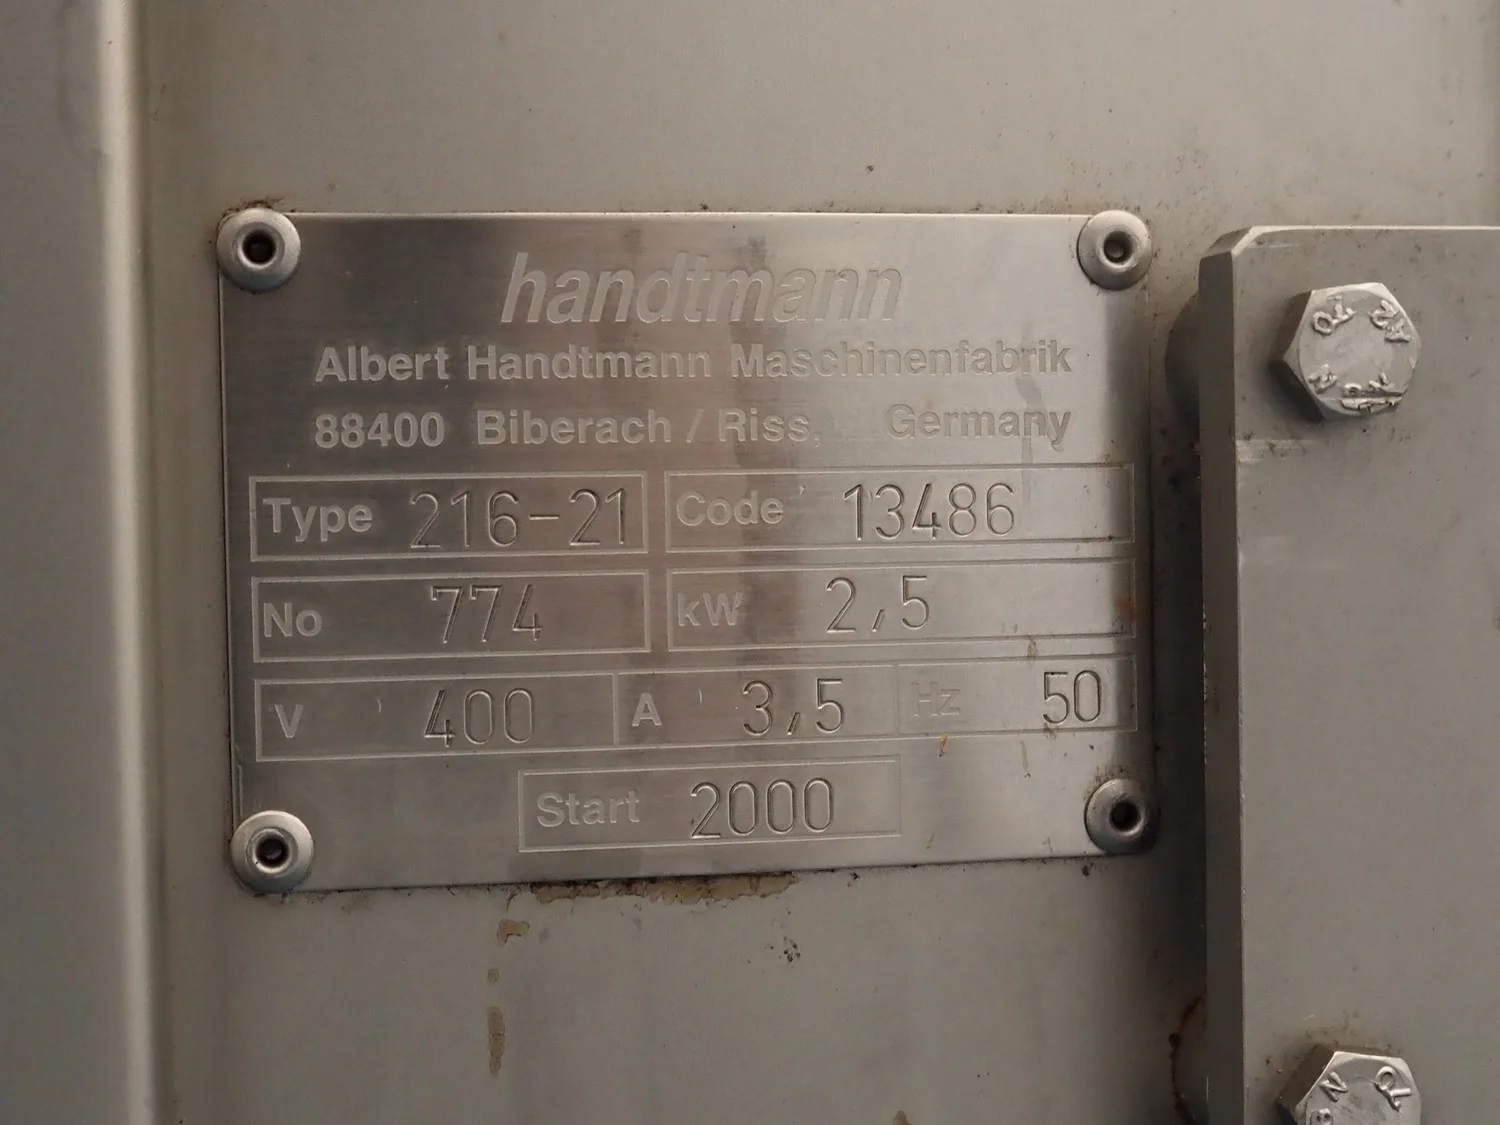 handtmann
Albert Handtmann Maschinenfabrik
88400 Biberach / Riss, Germany
Type 216-21 Code 13486
No 774 kW 2,5
V 400 A 3,5 Hz 50
Start 2000